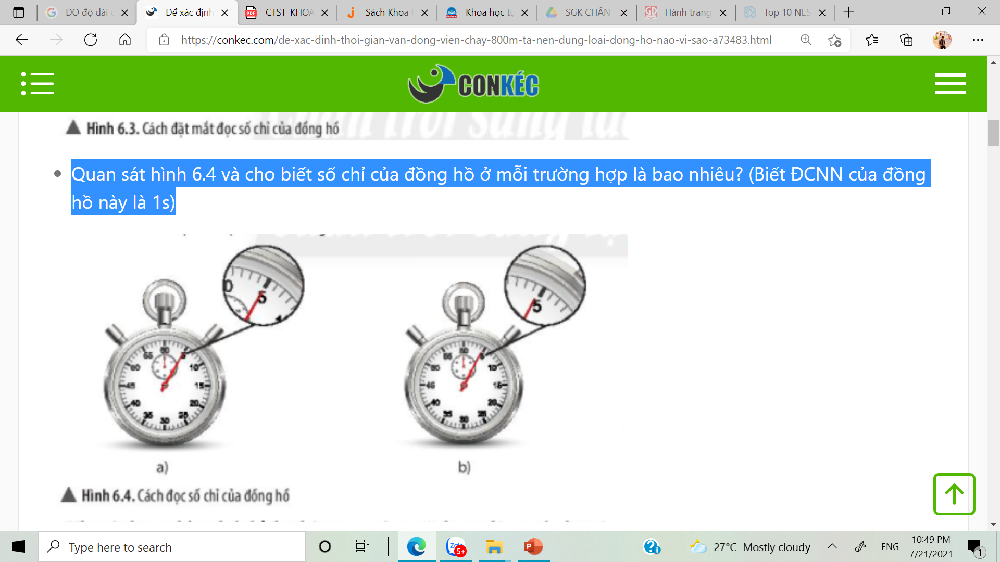 ĐO độ dài c
Để xác định
CTST_KHOA
Sách Khoa h
Khoa học tự
SGK CHÂN
Hành trang
Top 10 NES
https://conkec.com/de-xac-dinh-thoi-gian-van-dong-vien-chay-800m-ta-nen-dung-loai-dong-ho-nao-vi-sao-a73483.html
CONKÉC
Hình 6.3. Cách đặt mắt đọc số chỉ của đồng hồ
Quan sát hình 6.4 và cho biết số chỉ của đồng hồ ở mỗi trường hợp là bao nhiêu? (Biết ĐCNN của đồng
hồ này là 1s)
0
5
5
60
55 5
10
45 15
40 20
35 30 25
5
10
45 15
40 20
35 30 25
a)
b)
Hình 6.4. Cách đọc số chỉ của đồng hồ
Type here to search
Zalo
5+
P
27°C Mostly cloudy
ENG
10:49 PM
7/21/2021
1